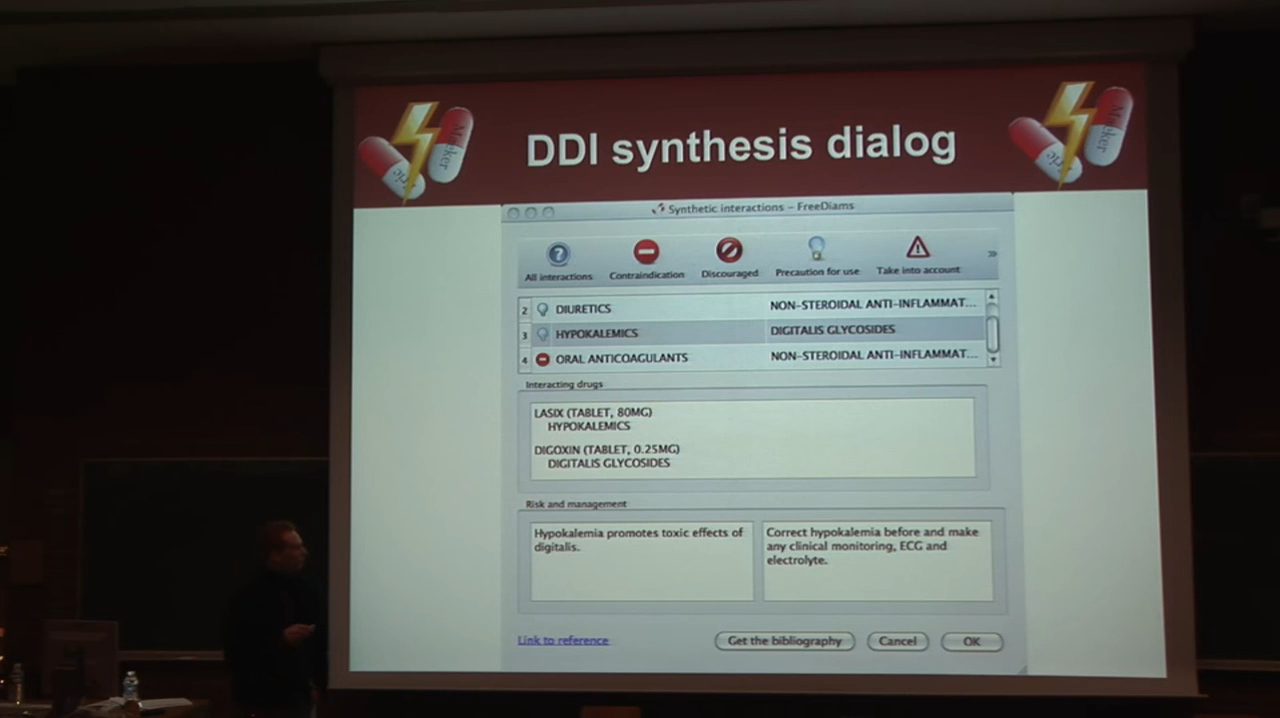 DDI synthesis dialog
Synthetic interactions – FreeDiams
All interactions
Contraindication
Discouraged
Precaution for use
Take into account
»
2 DIURETICS NON-STEROIDAL ANTI-INFLAMMAT...
3 HYPOKALEMICS DIGITALIS GLYCOSIDES
4 ORAL ANTICOAGULANTS NON-STEROIDAL ANTI-INFLAMMAT...
Interacting drugs
LASIX (TABLET, 80MG)
HYPOKALEMICS
DIGOXIN (TABLET, 0.25MG)
DIGITALIS GLYCOSIDES
Risk and management
Hypokalemia promotes toxic effects of
digitalis.
Correct hypokalemia before and make
any clinical monitoring, ECG and
electrolyte.
Link to reference
Get the bibliography
Cancel
OK